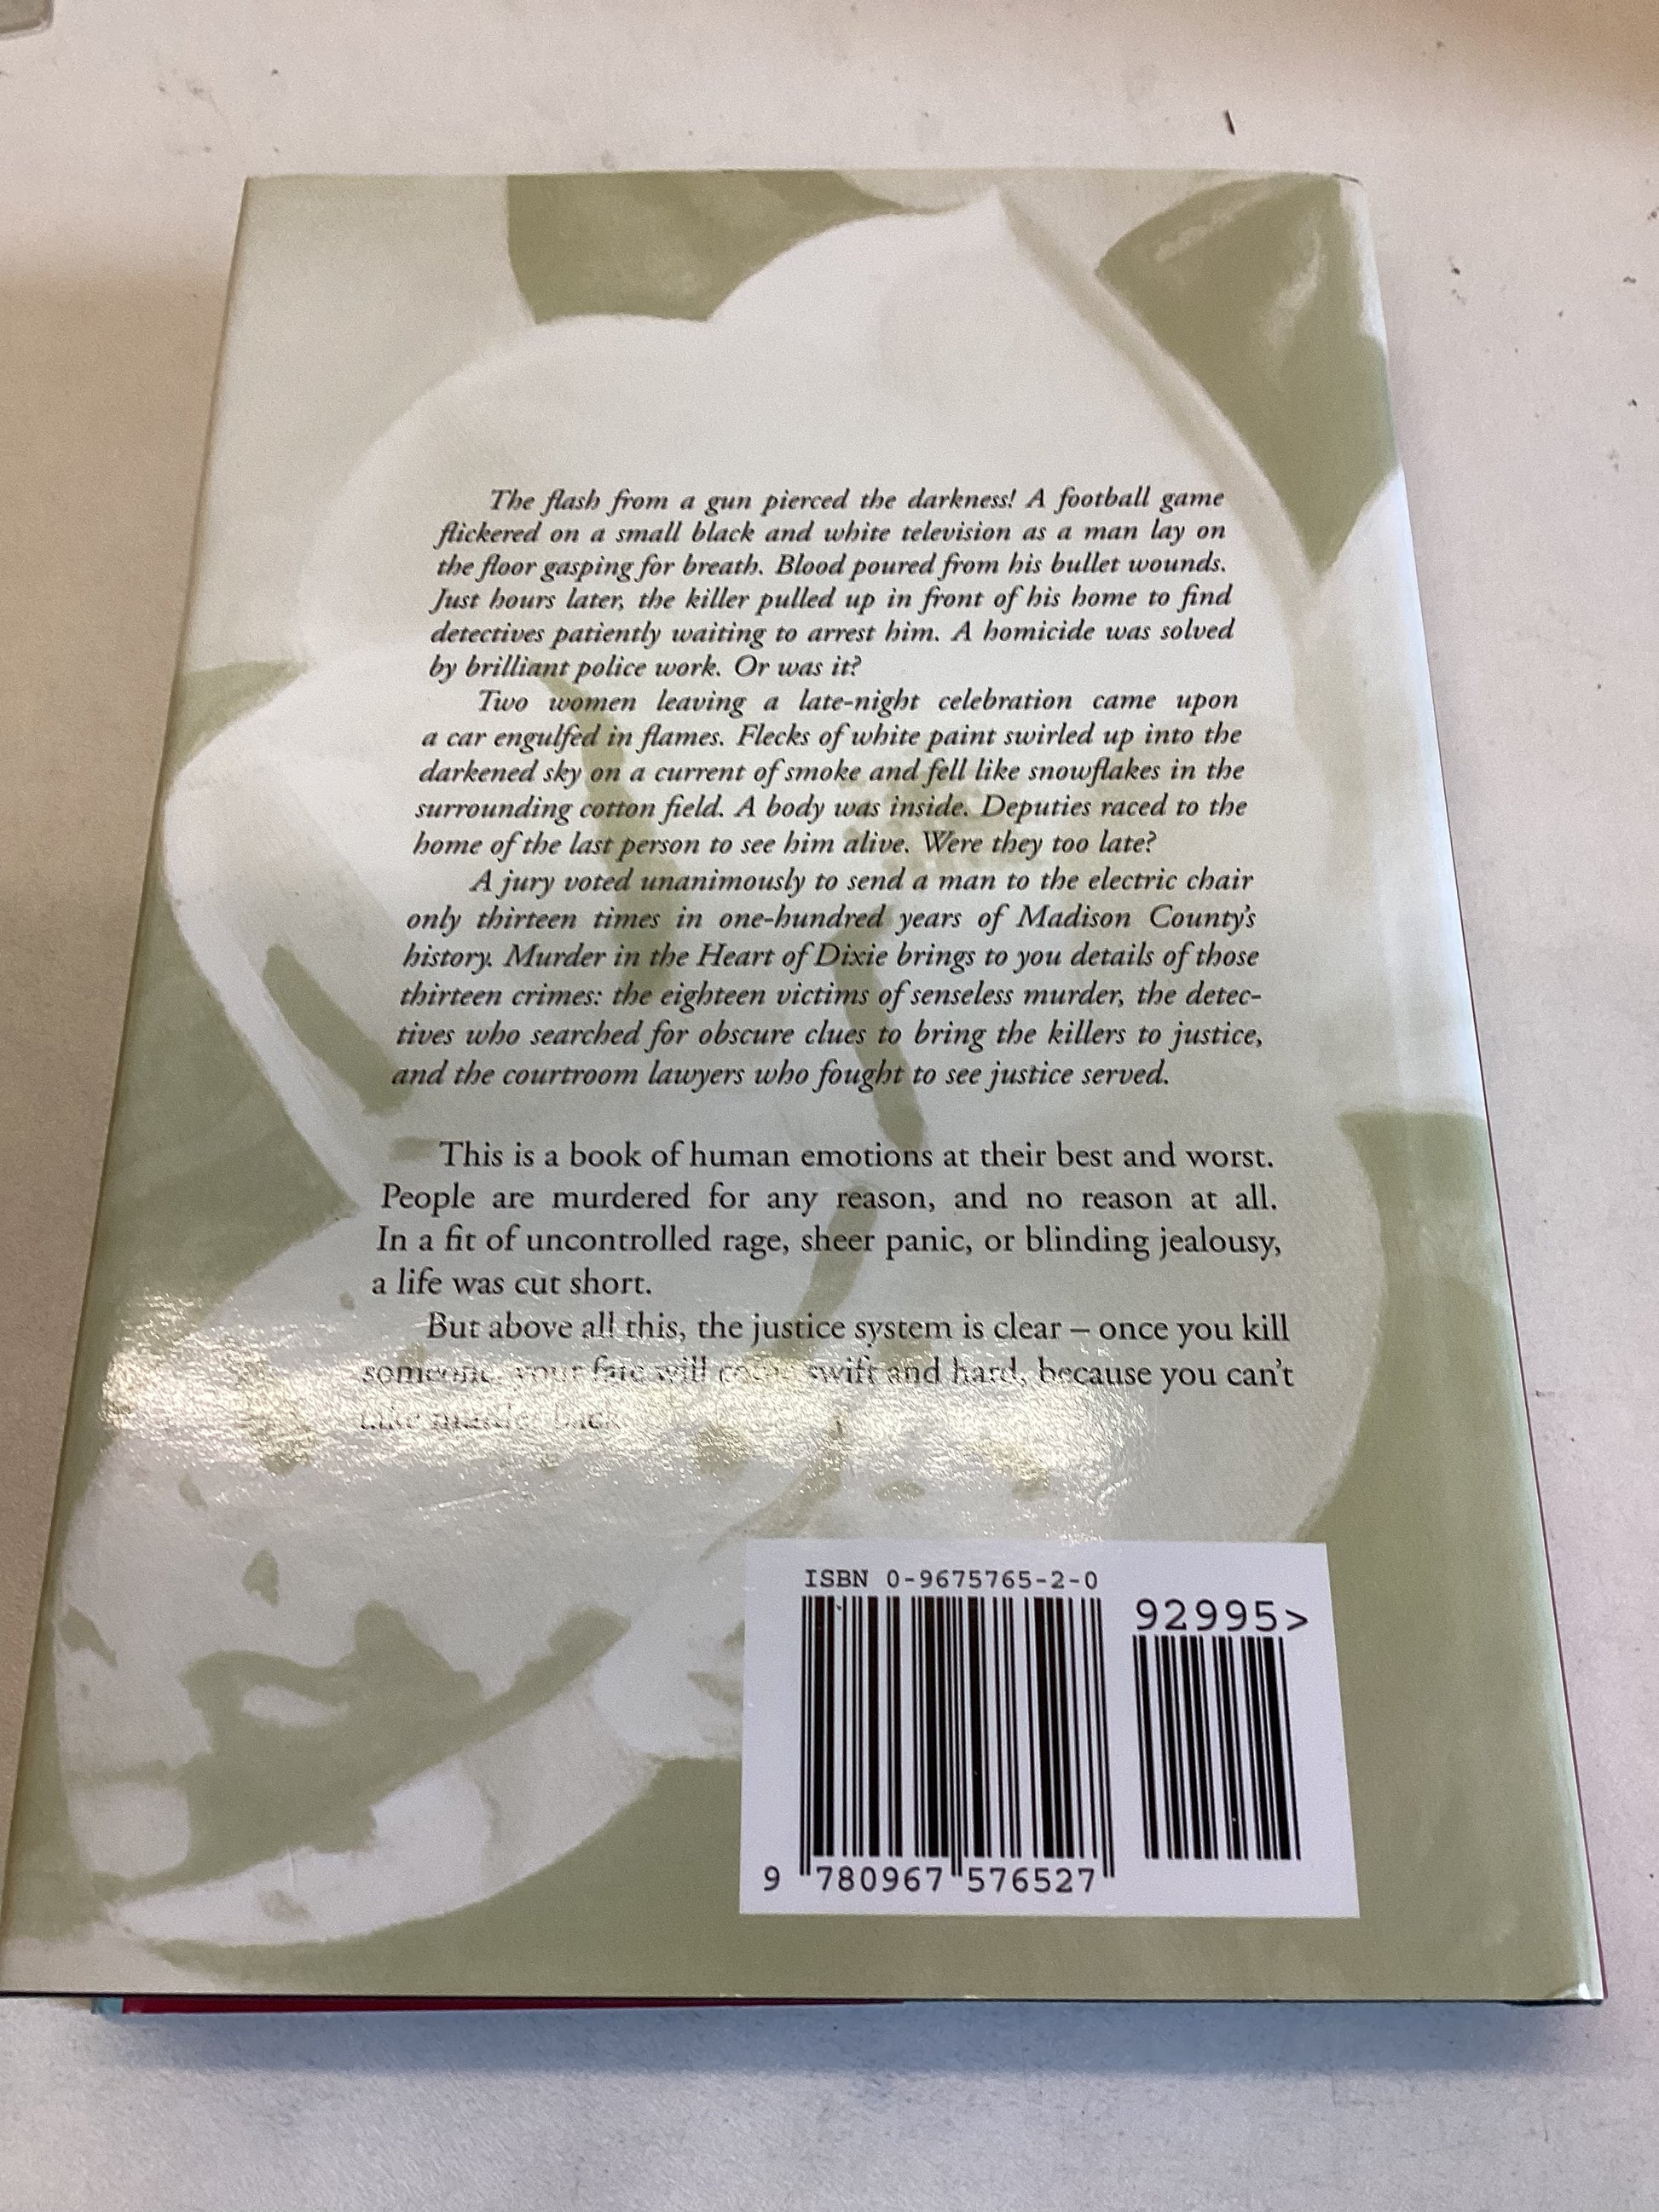 The flash from a gun pierced the darkness! A football game
flickered on a small black and white television as a man lay on
the floor gasping for breath. Blood poured from his bullet wounds.
Just hours later, the killer pulled up in front of his home to find
detectives patiently waiting to arrest him. A homicide was solved
by brilliant police work. Or was it?
Two women leaving a late-night celebration came upon
a car engulfed in flames. Flecks of white paint swirled up into the
darkened sky on a current of smoke and fell like snowflakes in the
surrounding cotton field. A body was inside. Deputies raced to the
home of the last person to see him alive. Were they too late?
A jury voted unanimously to send a man to the electric chair
only thirteen times in one-hundred years of Madison County's
history. Murder in the Heart of Dixie brings to you details of those
thirteen crimes: the eighteen victims of senseless murder, the detec-
tives who searched for obscure clues to bring the killers to justice,
and the courtroom lawyers who fought to see justice served.
This is a book of human emotions at their best and worst.
People are murdered for any reason, and no reason at all.
In a fit of uncontrolled rage, sheer panic, or blinding jealousy,
a life was cut short.
But above all this, the justice system is clear – once you kill
someone, your fate will come swift and hard, because you can't
take murder back.
ISBN 0-9675765-2-0
92995>
9 780967 576527